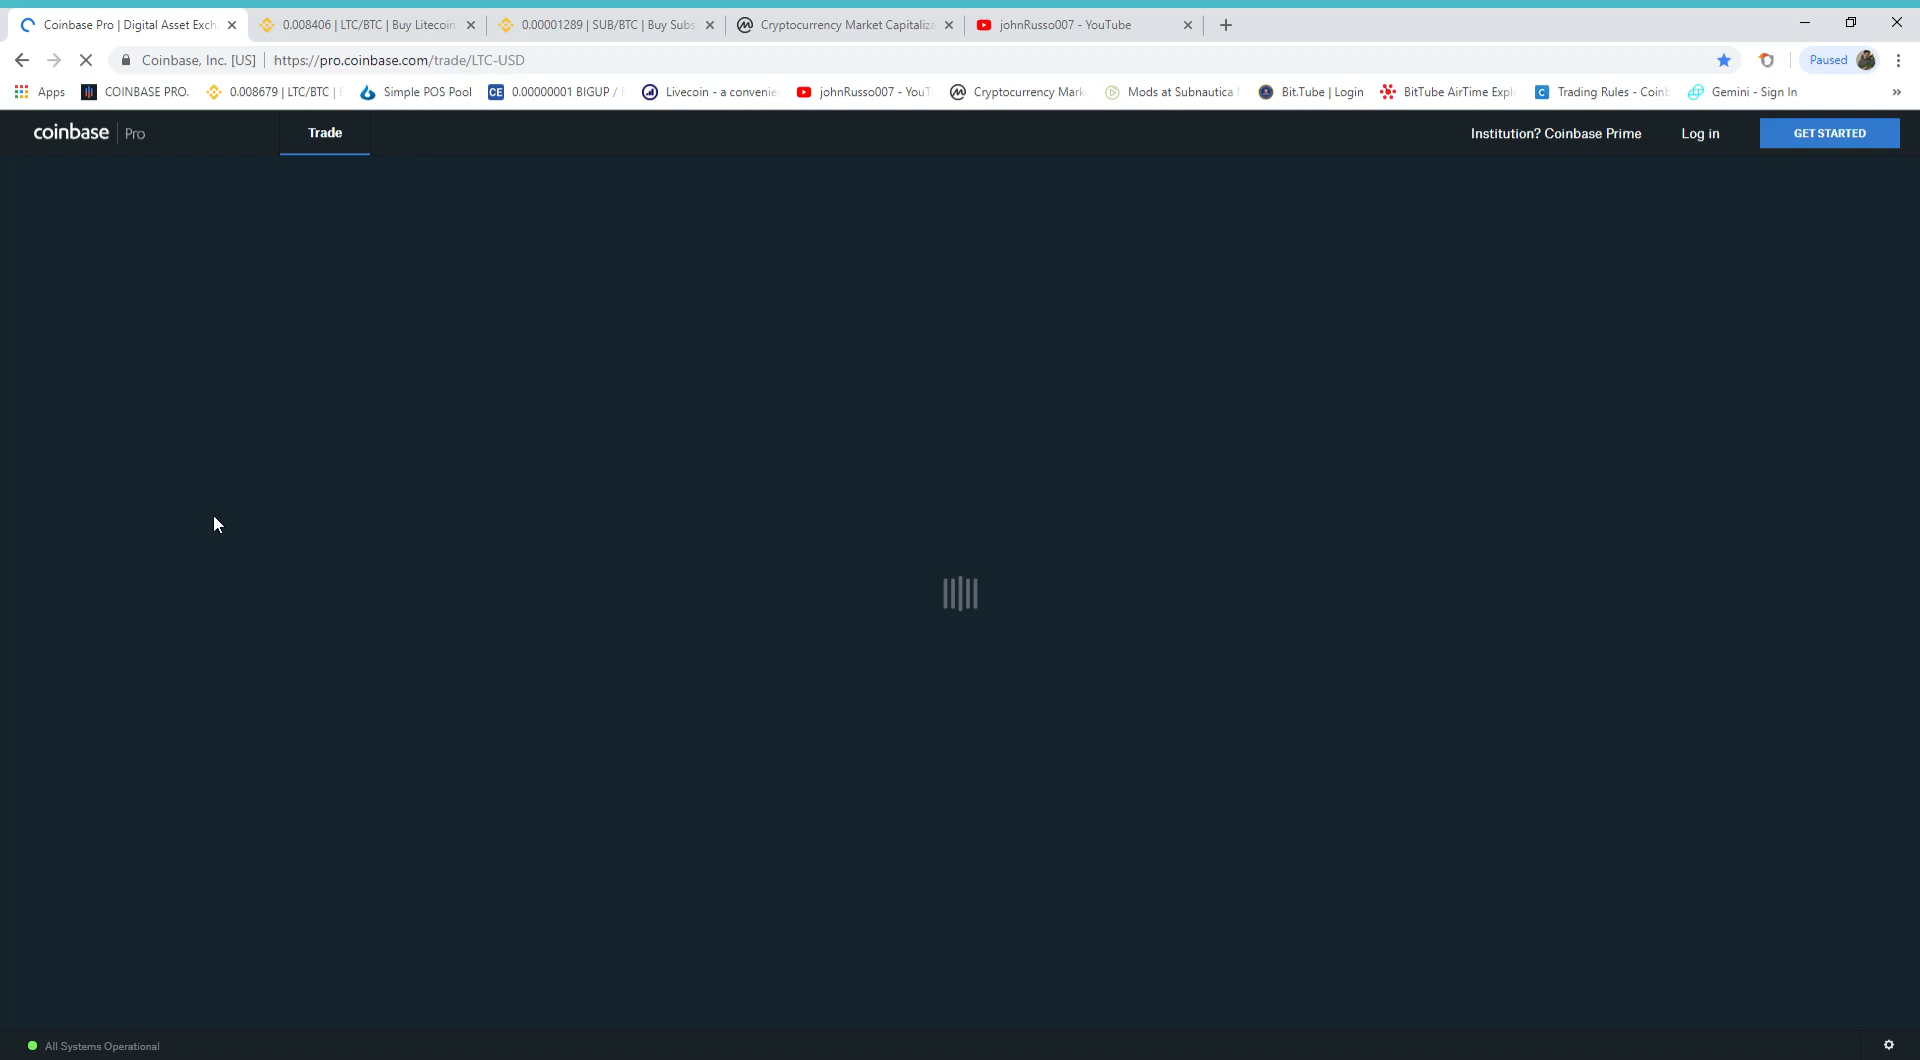 Coinbase Pro | Digital Asset Exch
0.008406 | LTC/BTC | Buy Litecoin
0.00001289 | SUB/BTC | Buy Subs
Cryptocurrency Market Capitaliza
johnRusso007 - YouTube
Coinbase, Inc. [US] | https://pro.coinbase.com/trade/LTC-USD
Paused
Apps
COINBASE PRO.
0.008679 | LTC/BTC |
Simple POS Pool
CE 0.00000001 BIGUP /
Livecoin - a convenie
johnRusso007 - YouT
Cryptocurrency Mark
Mods at Subnautica
Bit.Tube | Login
BitTube AirTime Expl
C Trading Rules - Coinb
Gemini - Sign In
»
coinbase | Pro
Trade
Institution? Coinbase Prime
Log in
GET STARTED
All Systems Operational